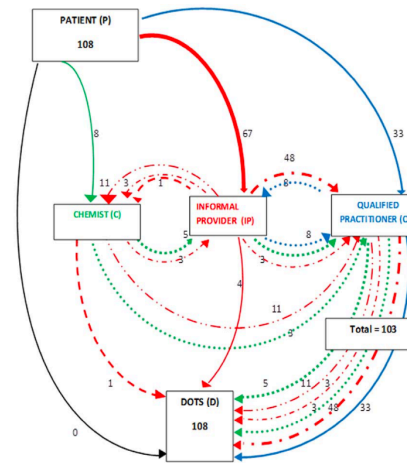 PATIENT (P)
108
33
8
67
48
11 3 1
8
CHEMIST (C)
INFORMAL
PROVIDER (IP)
QUALIFIED
PRACTITIONER (Q
5
8
3
3
4
11
3
Total = 103
1
5
11
3
DOTS (D)
3
48
33
108
0